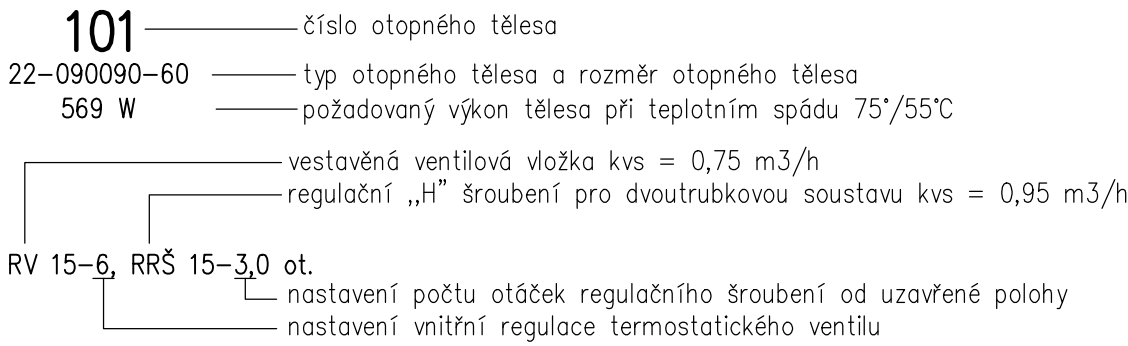 101 číslo otopného tělesa
22-090090-60 typ otopného tělesa a rozměr otopného tělesa
569 W požadovaný výkon tělesa při teplotním spádu 75°/55°C
vestavěná ventilová vložka kvs = 0,75 m3/h
regulační ,,H" šroubení pro dvoutrubkovou soustavu kvs = 0,95 m3/h
RV 15-6, RRŠ 15-3,0 ot.
nastavení počtu otáček regulačního šroubení od uzavřené polohy
nastavení vnitřní regulace termostatického ventilu